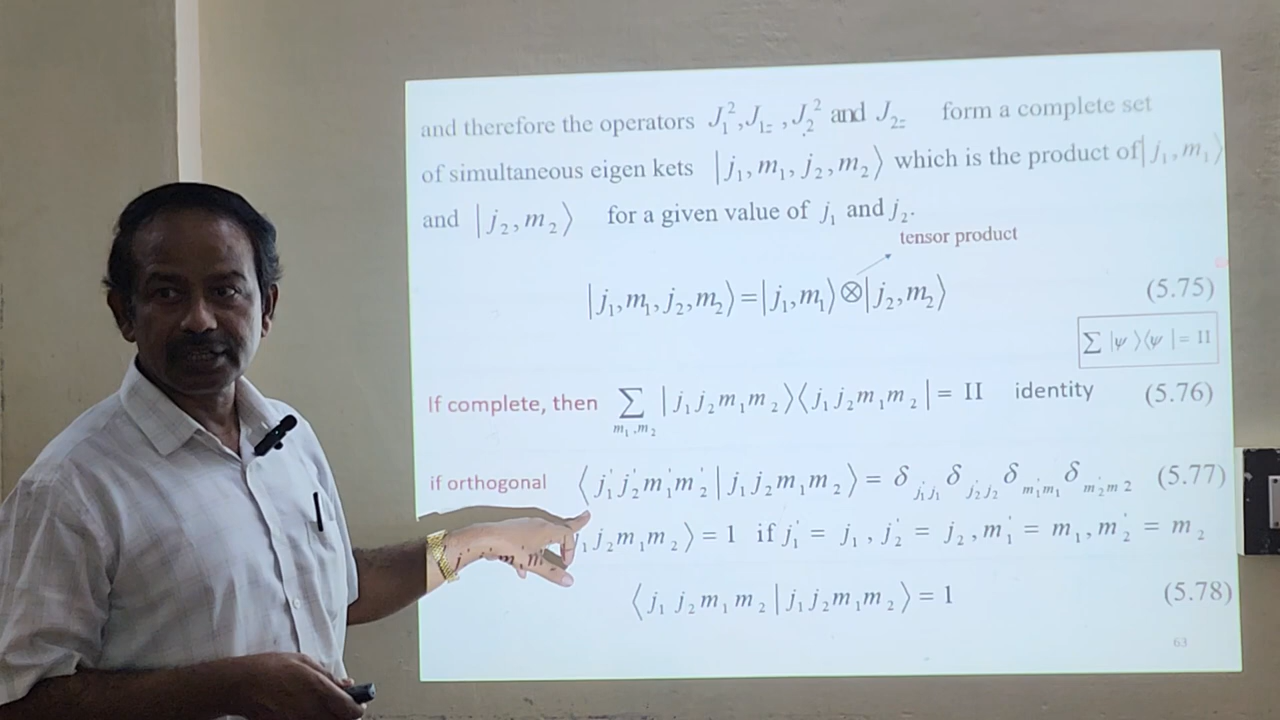 and therefore the operators J₁², J₁z , J₂² and J₂z form a complete set
of simultaneous eigen kets |j₁, m₁, j₂, m₂⟩ which is the product of |j₁, m₁⟩
and |j₂, m₂⟩ for a given value of j₁ and j₂.
tensor product
|j₁, m₁, j₂, m₂⟩ = |j₁, m₁⟩ ⊗ |j₂, m₂⟩ (5.75)
∑ |ψ⟩⟨ψ| = II
If complete, then ∑ m₁,m₂ |j₁ j₂ m₁ m₂⟩⟨j₁ j₂ m₁ m₂| = II identity (5.76)
if orthogonal ⟨j₁' j₂' m₁' m₂' | j₁ j₂ m₁ m₂⟩ = δ j₁'j₁ δ j₂'j₂ δ m₁'m₁ δ m₂'m₂ (5.77)
j₁ j₂ m₁ m₂⟩ = 1 if j₁' = j₁ , j₂' = j₂ , m₁' = m₁ , m₂' = m₂
⟨j₁ j₂ m₁ m₂ | j₁ j₂ m₁ m₂⟩ = 1 (5.78)
63